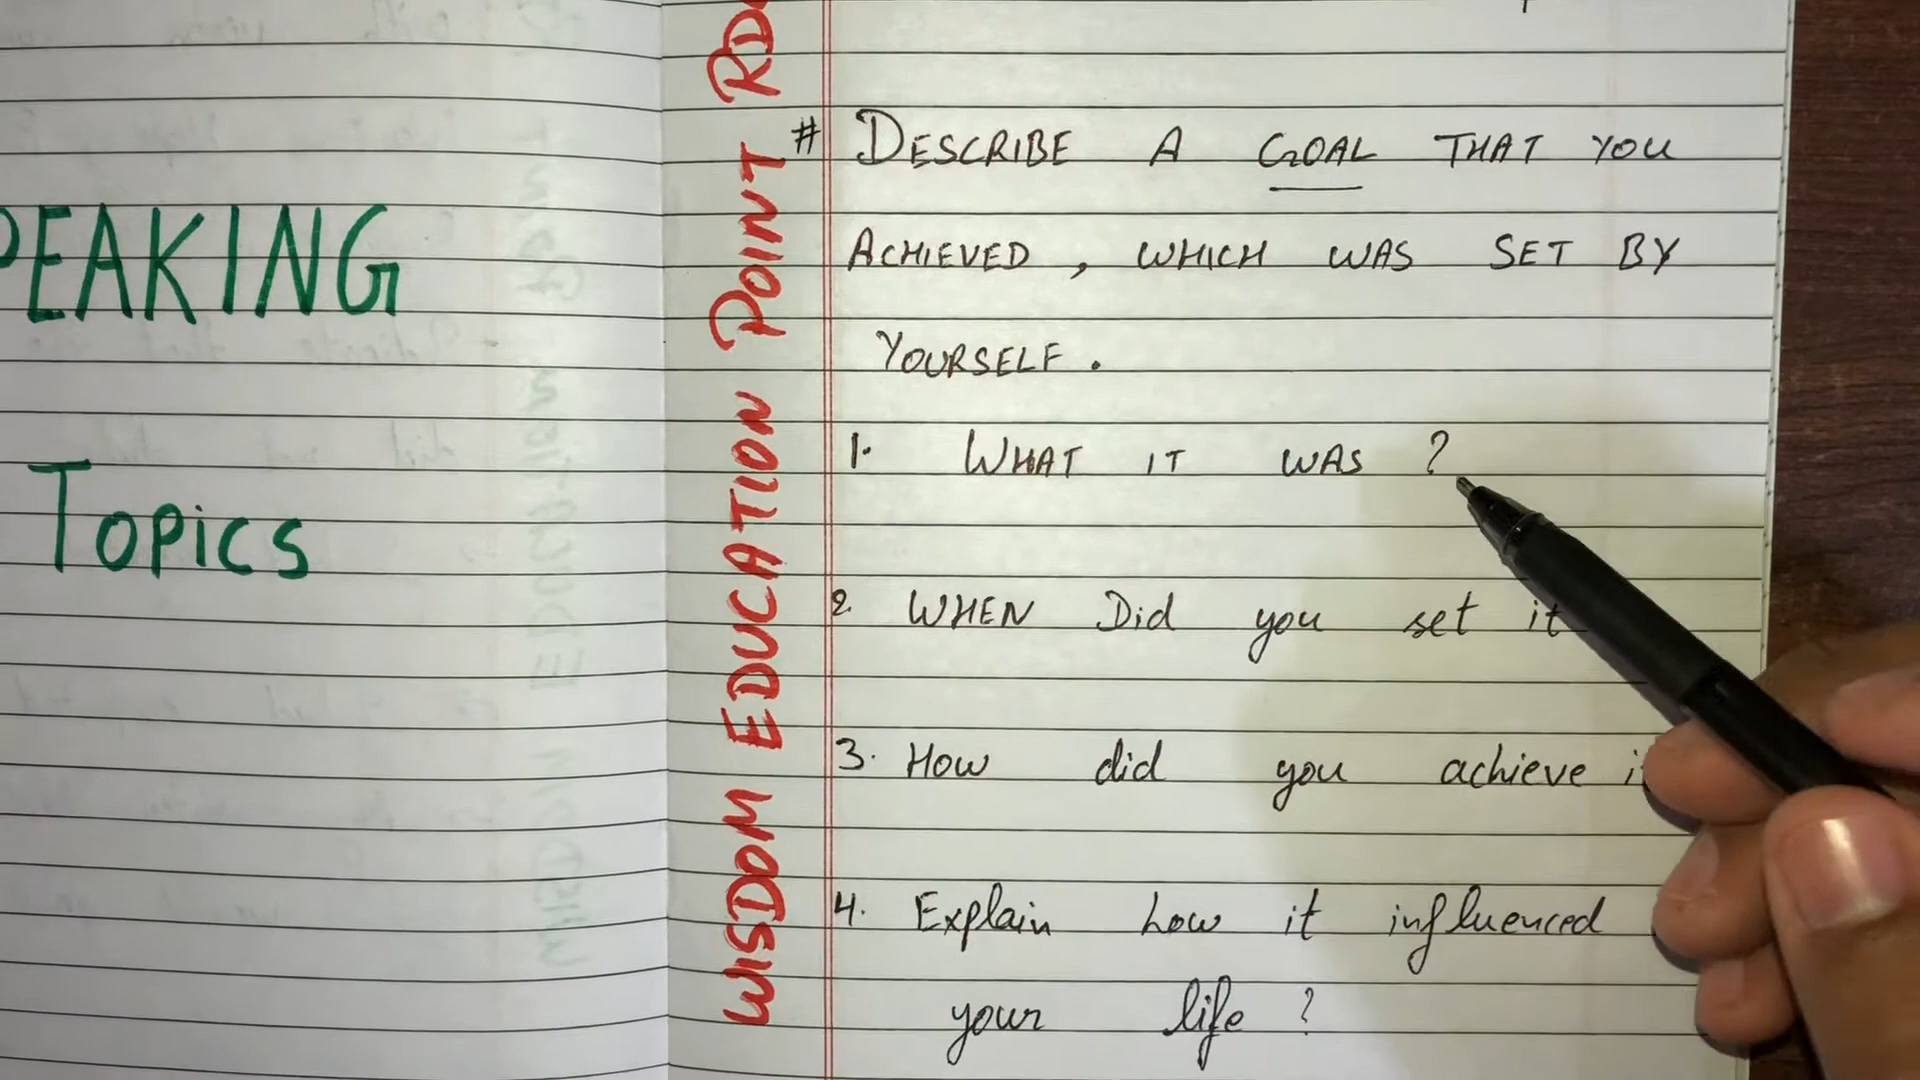 PEAKING
Topics
WISDOM EDUCATION POINT RD
# DESCRIBE A GOAL THAT YOU
ACHIEVED, WHICH WAS SET BY
YOURSELF.
1. WHAT IT WAS ?
2. WHEN Did you set it
3. How did you achieve i
4. Explain how it influenced
your life ?